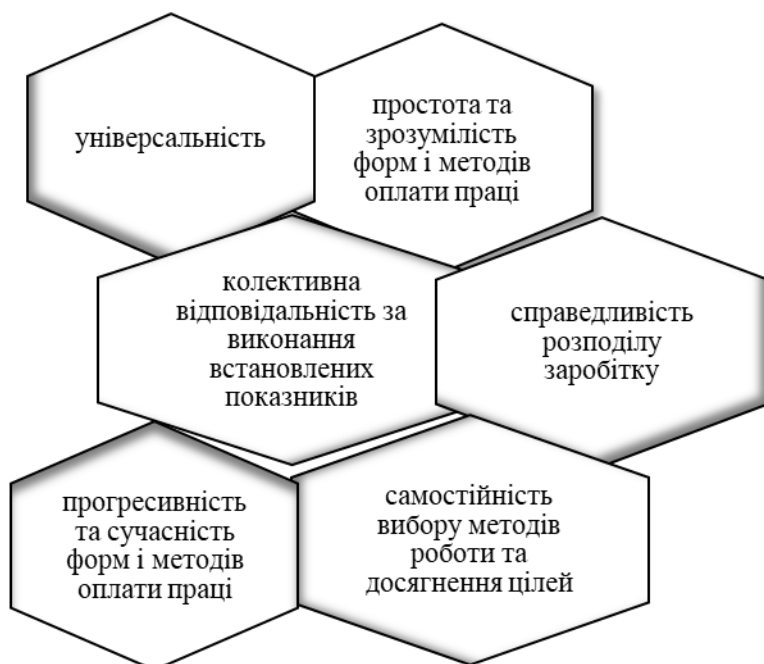 універсальність
простота та
зрозумілість
форм і методів
оплати праці
колективна
відповідальність за
виконання
встановлених
показників
справедливість
розподілу
заробітку
прогресивність
та сучасність
форм і методів
оплати праці
самостійність
вибору методів
роботи та
досягнення цілей